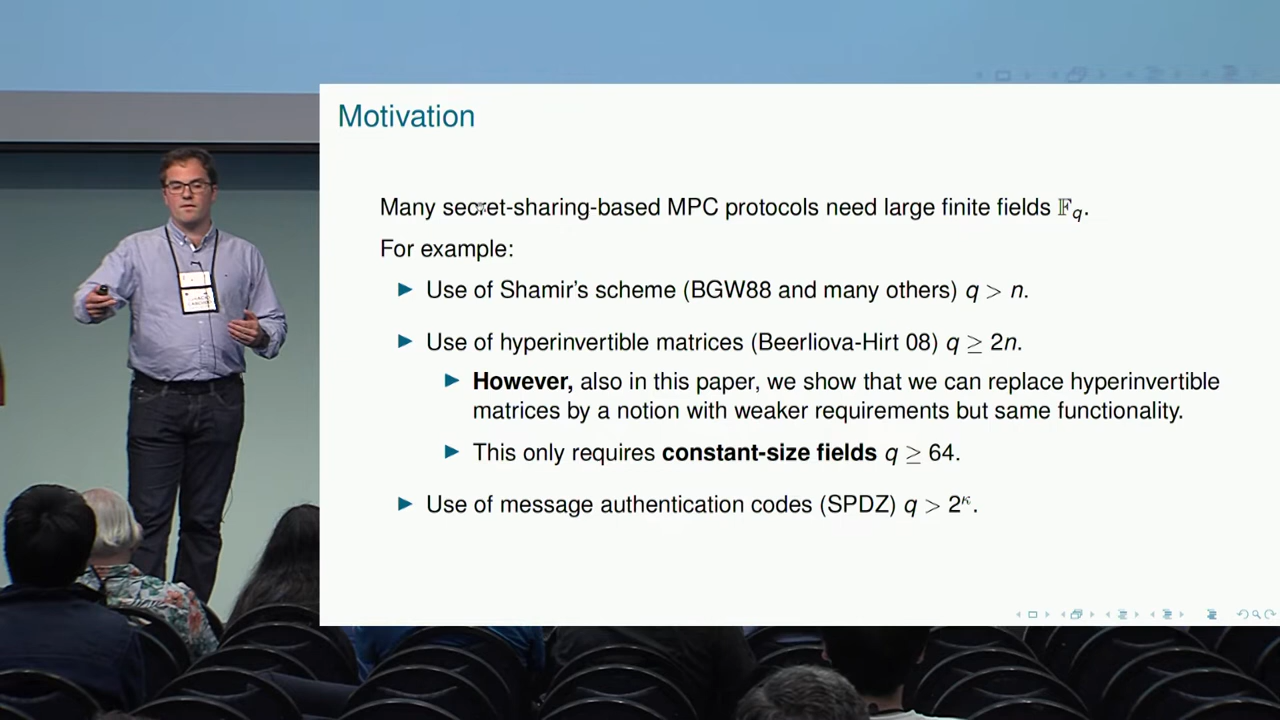 Motivation
Many secret-sharing-based MPC protocols need large finite fields 𝔽q.
For example:
▶ Use of Shamir's scheme (BGW88 and many others) q > n.
▶ Use of hyperinvertible matrices (Beerliova-Hirt 08) q ≥ 2n.
▶ However, also in this paper, we show that we can replace hyperinvertible
matrices by a notion with weaker requirements but same functionality.
▶ This only requires constant-size fields q ≥ 64.
▶ Use of message authentication codes (SPDZ) q > 2^κ.